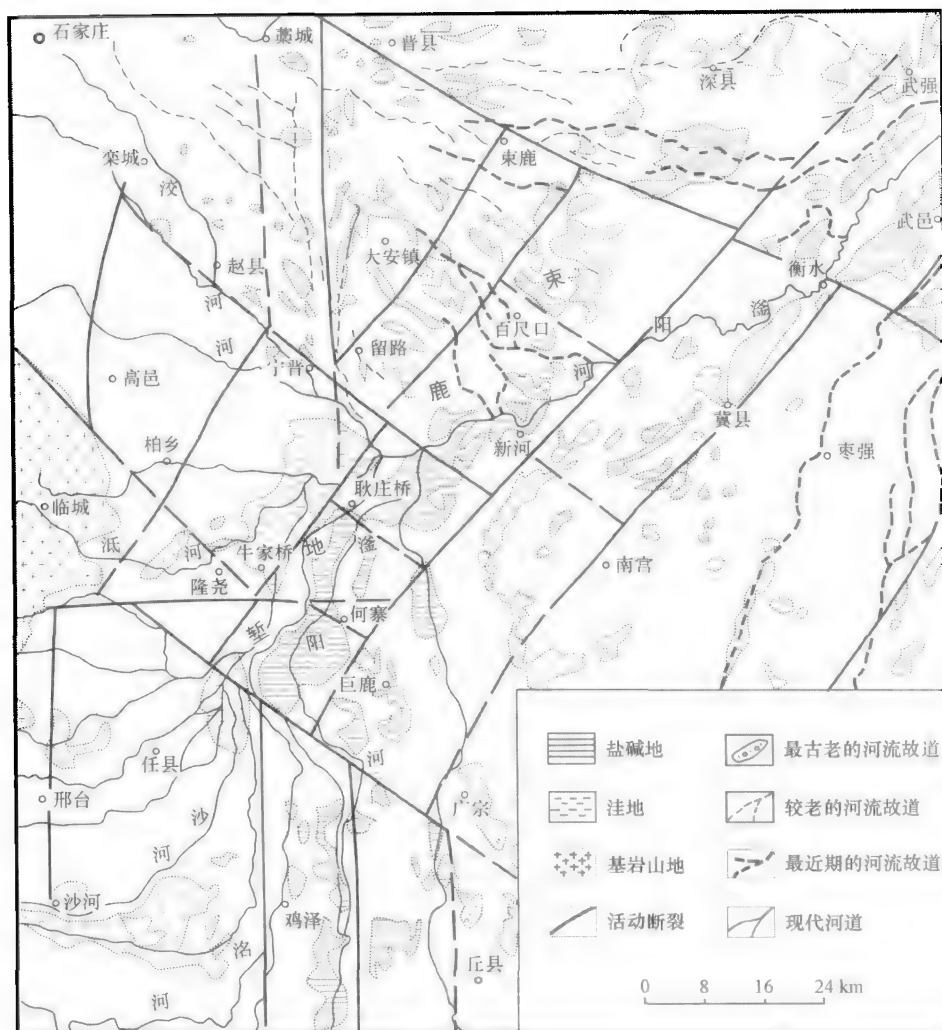 石家庄
藁城
晋县
深县
武强
栾城
洨
束鹿
武邑
赵县
大安镇
束
衡水
河
百尺口
阳
滏
河
留路
宁晋
鹿
河
高邑
冀县
新河
枣强
柏乡
临城
耿庄桥
泜
河
牛家桥
地
滏
隆尧
南宫
何寨
堑
阳
巨鹿
任县
河
邢台
沙
广宗
河
沙河
鸡泽
洺
河
丘县
盐碱地
最古老的河流故道
洼地
较老的河流故道
基岩山地
最近期的河流故道
活动断裂
现代河道
0 8 16 24 km